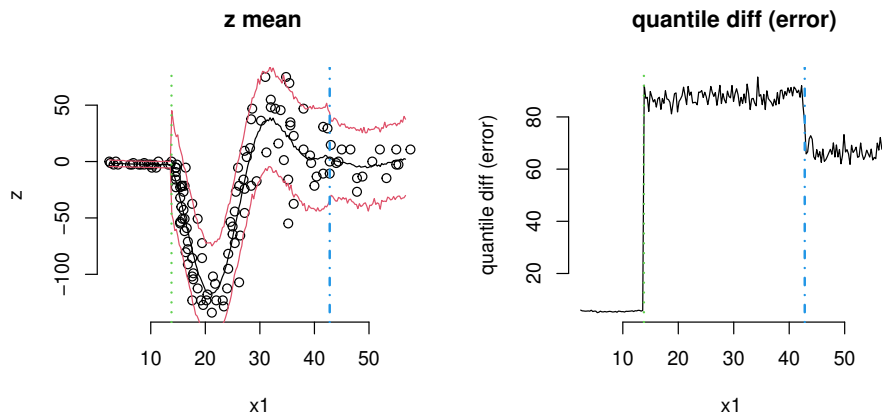 z mean
z
50
0
−50
−100
10 20 30 40 50
x1
quantile diff (error)
quantile diff (error)
80
60
40
20
10 20 30 40 50
x1